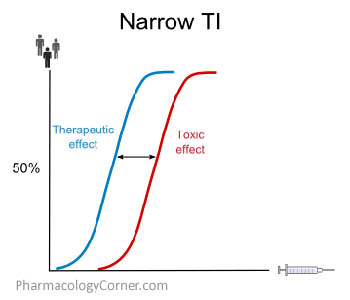 Narrow TI
Therapeutic
effect
Toxic
effect
50%
PharmacologyCorner.com